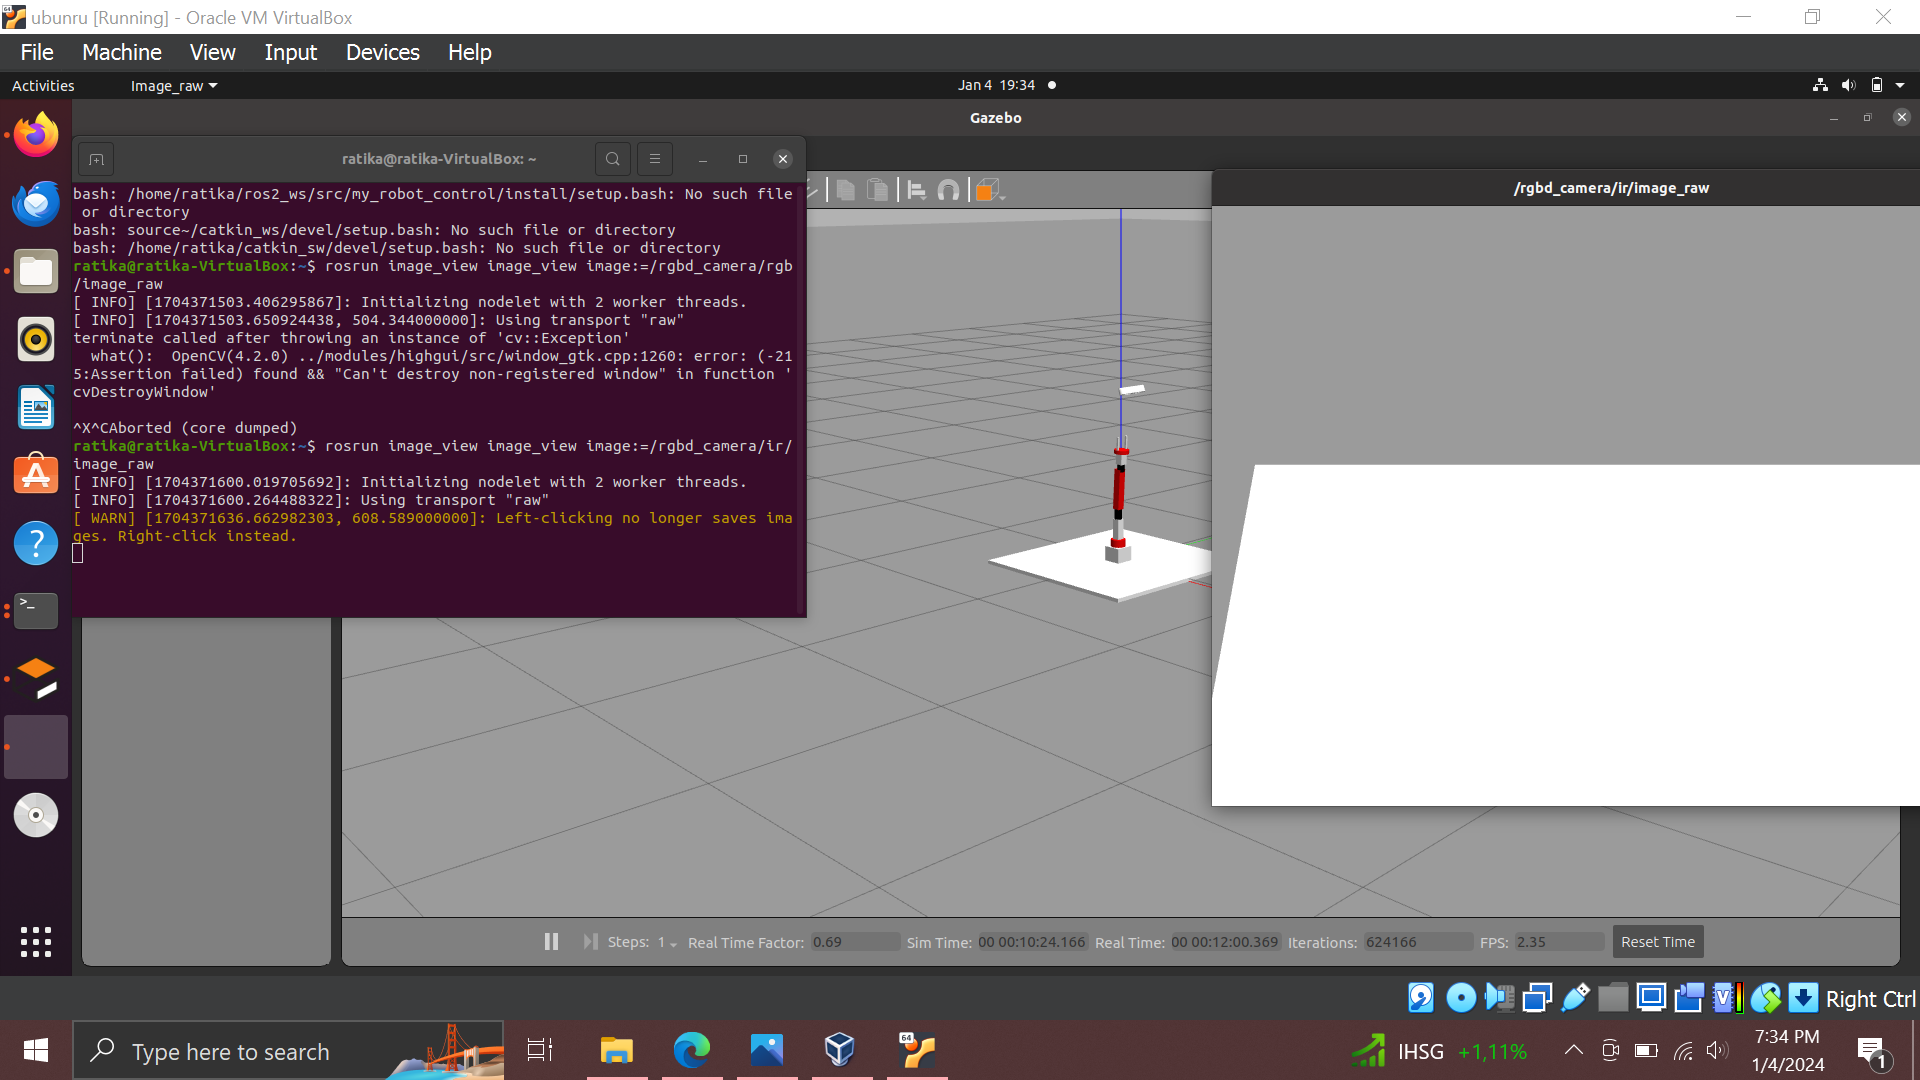 ubunru [Running] - Oracle VM VirtualBox
File Machine View Input Devices Help
Activities Image_raw Jan 4 19:34
Gazebo
ratika@ratika-VirtualBox: ~
/rgbd_camera/ir/image_raw
bash: /home/ratika/ros2_ws/src/my_robot_control/install/setup.bash: No such file
or directory
bash: source~/catkin_ws/devel/setup.bash: No such file or directory
bash: /home/ratika/catkin_sw/devel/setup.bash: No such file or directory
ratika@ratika-VirtualBox:~$ rosrun image_view image_view image:=/rgbd_camera/rgb
/image_raw
[ INFO] [1704371503.406295867]: Initializing nodelet with 2 worker threads.
[ INFO] [1704371503.650924438, 504.344000000]: Using transport "raw"
terminate called after throwing an instance of 'cv::Exception'
what():  OpenCV(4.2.0) ../modules/highgui/src/window_gtk.cpp:1260: error: (-21
5:Assertion failed) found && "Can't destroy non-registered window" in function '
cvDestroyWindow'
^X^CAborted (core dumped)
ratika@ratika-VirtualBox:~$ rosrun image_view image_view image:=/rgbd_camera/ir/
image_raw
[ INFO] [1704371600.019705692]: Initializing nodelet with 2 worker threads.
[ INFO] [1704371600.264488322]: Using transport "raw"
[ WARN] [1704371636.662982303, 608.589000000]: Left-clicking no longer saves ima
ges. Right-click instead.
Steps: 1 Real Time Factor: 0.69 Sim Time: 00 00:10:24.166 Real Time: 00 00:12:00.369 Iterations: 624166 FPS: 2.35 Reset Time
Right Ctrl
Type here to search
64
IHSG +1,11%
7:34 PM
1/4/2024
1